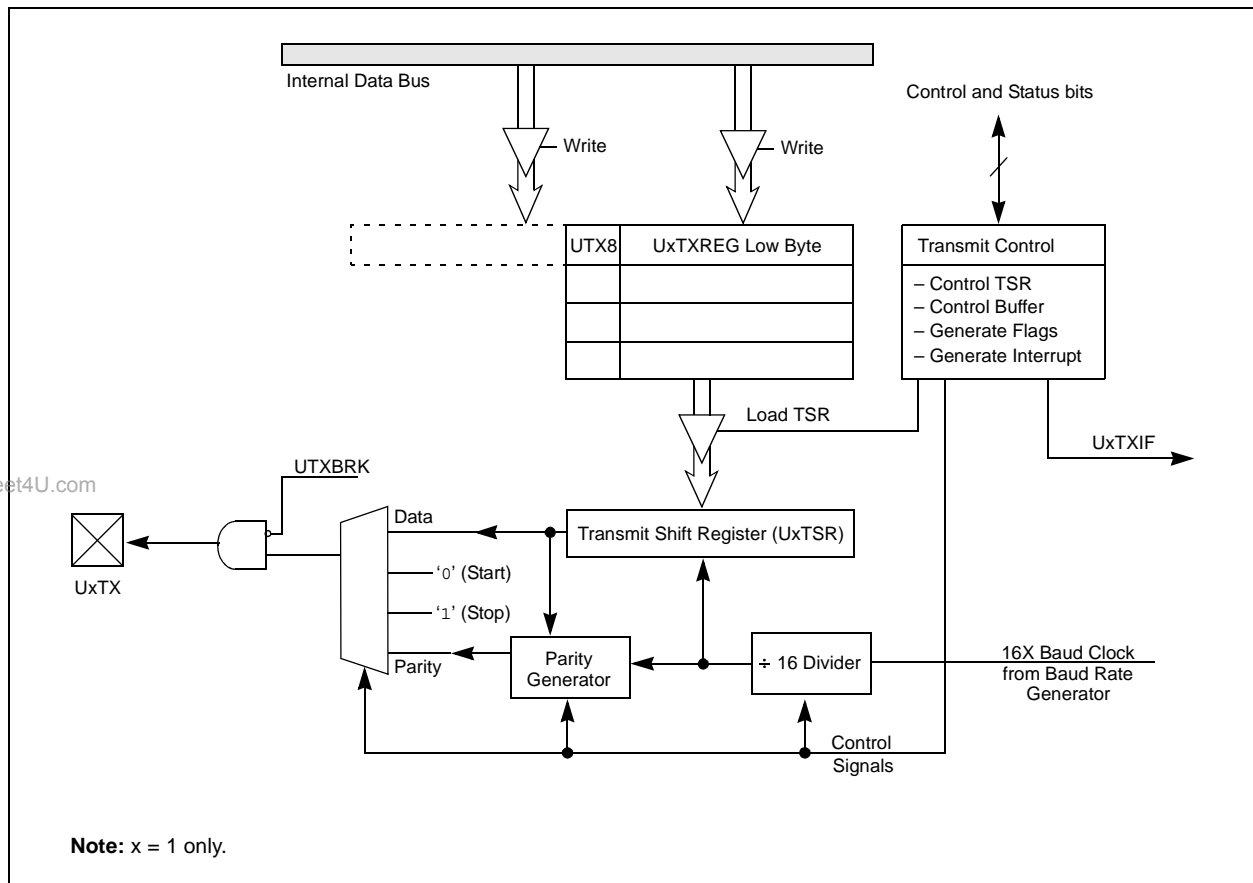 Internal Data Bus
Control and Status bits
Write
Write
UTX8
UxTXREG Low Byte
Transmit Control
– Control TSR
– Control Buffer
– Generate Flags
– Generate Interrupt
Load TSR
UxTXIF
UTXBRK
eet4U.com
Data
Transmit Shift Register (UxTSR)
UxTX
‘0’ (Start)
‘1’ (Stop)
Parity
Parity
Generator
÷ 16 Divider
16X Baud Clock
from Baud Rate
Generator
Control
Signals
Note: x = 1 only.